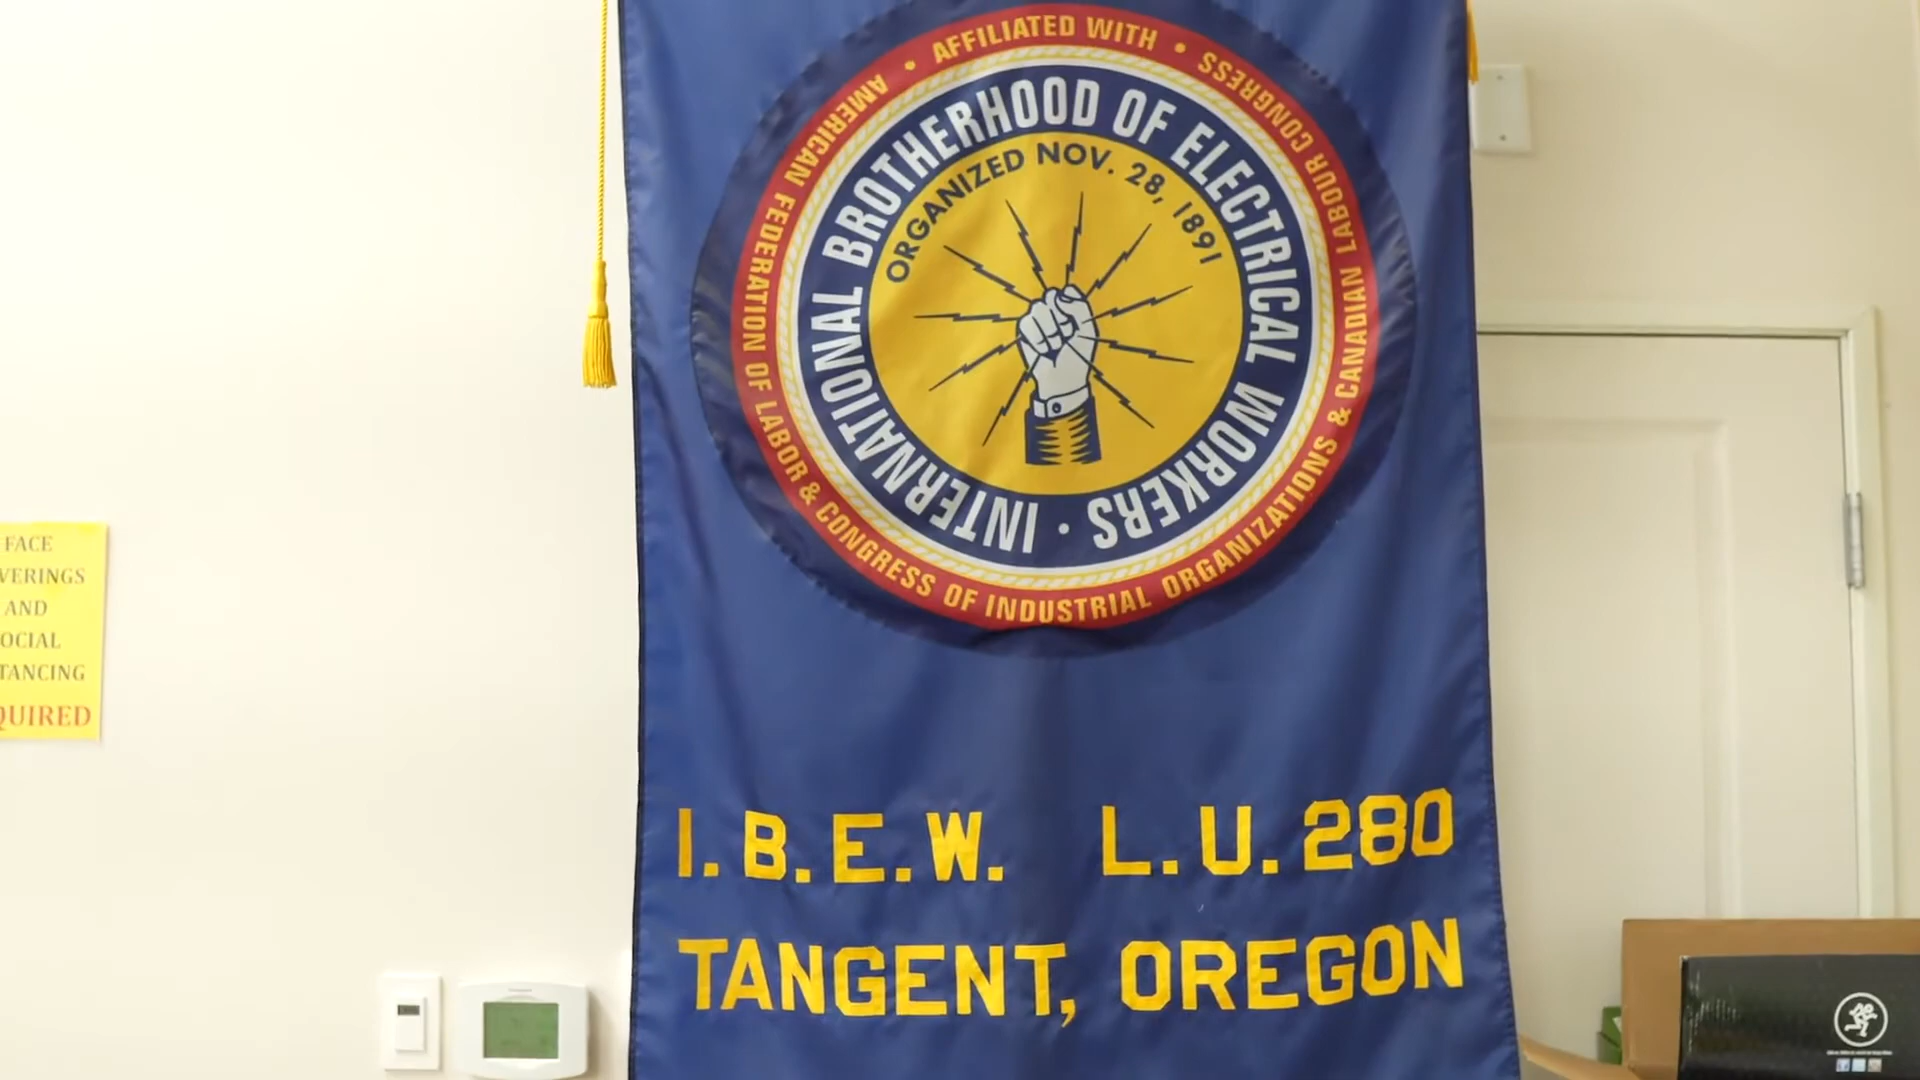 AFFILIATED WITH • AMERICAN FEDERATION OF LABOR & CONGRESS OF INDUSTRIAL ORGANIZATIONS & CANADIAN LABOUR CONGRESS •
INTERNATIONAL BROTHERHOOD OF ELECTRICAL WORKERS •
ORGANIZED NOV. 28, 1891
I.B.E.W. L.U. 280
TANGENT, OREGON
FACE
VERINGS
AND
OCIAL
TANCING
QUIRED